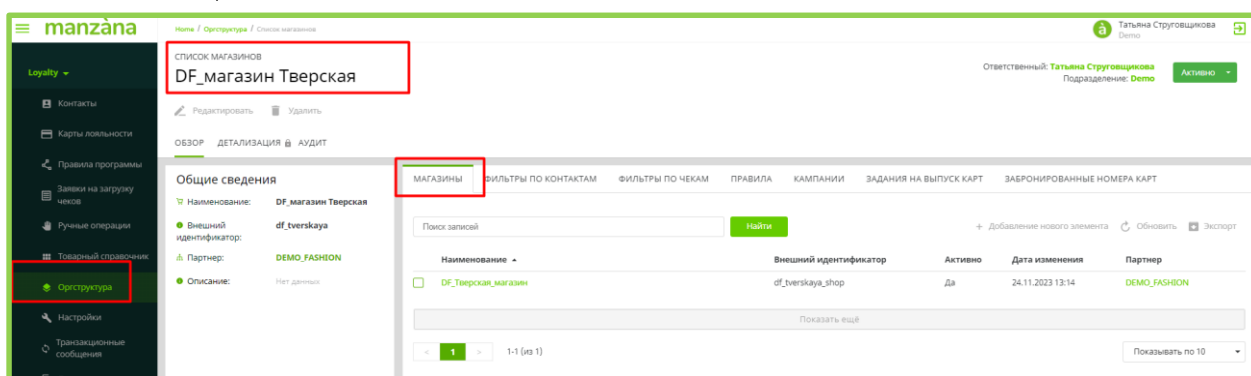 manzàna
Home / Оргструктура / Список магазинов
Татьяна Струговщикова
Demo
Loyalty
СПИСОК МАГАЗИНОВ
DF_магазин Тверская
Ответственный: Татьяна Струговщикова
Подразделение: Demo
Активно
Редактировать Удалить
ОБЗОР ДЕТАЛИЗАЦИЯ АУДИТ
Контакты
Карты лояльности
Правила программы
Заявки на загрузку
чеков
Ручные операции
Товарный справочник
Оргструктура
Настройки
Транзакционные
сообщения
Общие сведения
Наименование: DF_магазин Тверская
Внешний df_tverskaya
идентификатор:
Партнер: DEMO_FASHION
Описание: Нет данных
МАГАЗИНЫ ФИЛЬТРЫ ПО КОНТАКТАМ ФИЛЬТРЫ ПО ЧЕКАМ ПРАВИЛА КАМПАНИИ ЗАДАНИЯ НА ВЫПУСК КАРТ ЗАБРОНИРОВАННЫЕ НОМЕРА КАРТ
Поиск записей Найти + Добавление нового элемента Обновить Экспорт
Наименование Внешний идентификатор Активно Дата изменения Партнер
DF_Тверская_магазин df_tverskaya_shop Да 24.11.2023 13:14 DEMO_FASHION
Показать ещё
< 1 > 1-1 (из 1) Показывать по 10